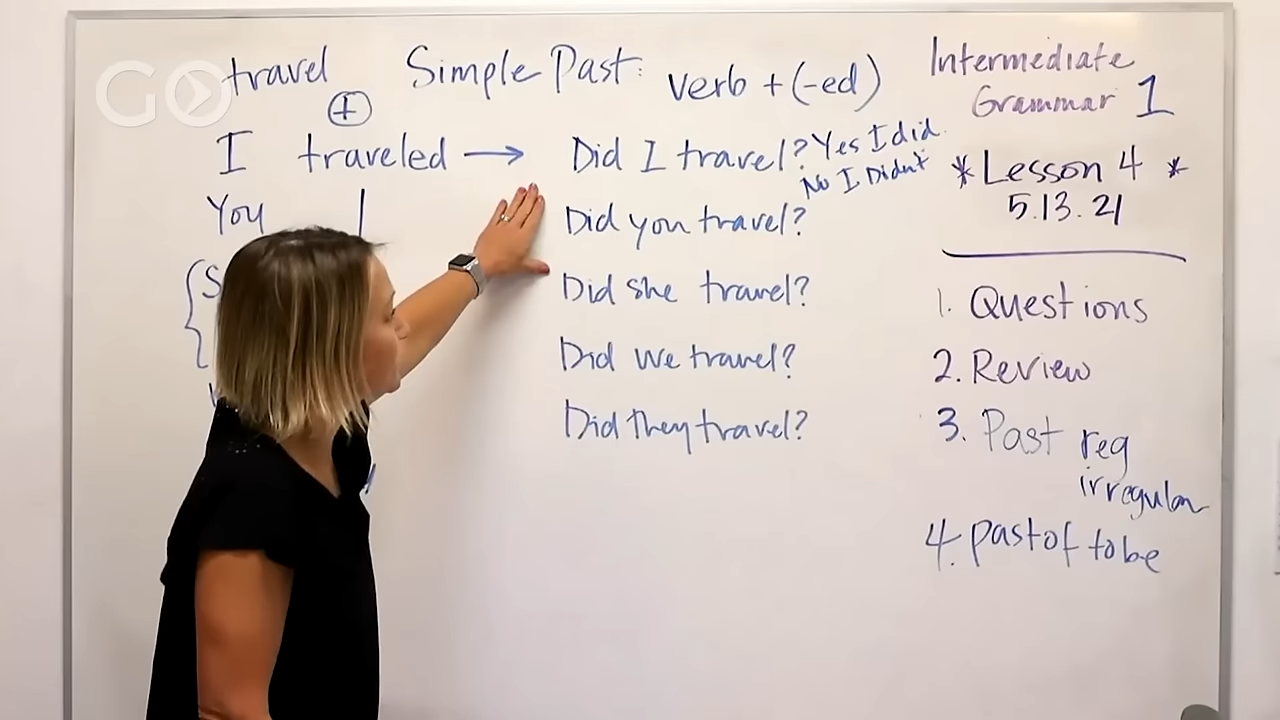 GO
travel
Simple Past:
verb + (-ed)
Intermediate
Grammar 1
+
I traveled → Did I travel? Yes I did.
No I Didn't
* Lesson 4 *
5.13.21
You
Did you travel?
S
Did she travel?
Did we travel?
Did they travel?
1. Questions
2. Review
3. Past reg
irregular
4. past of to be